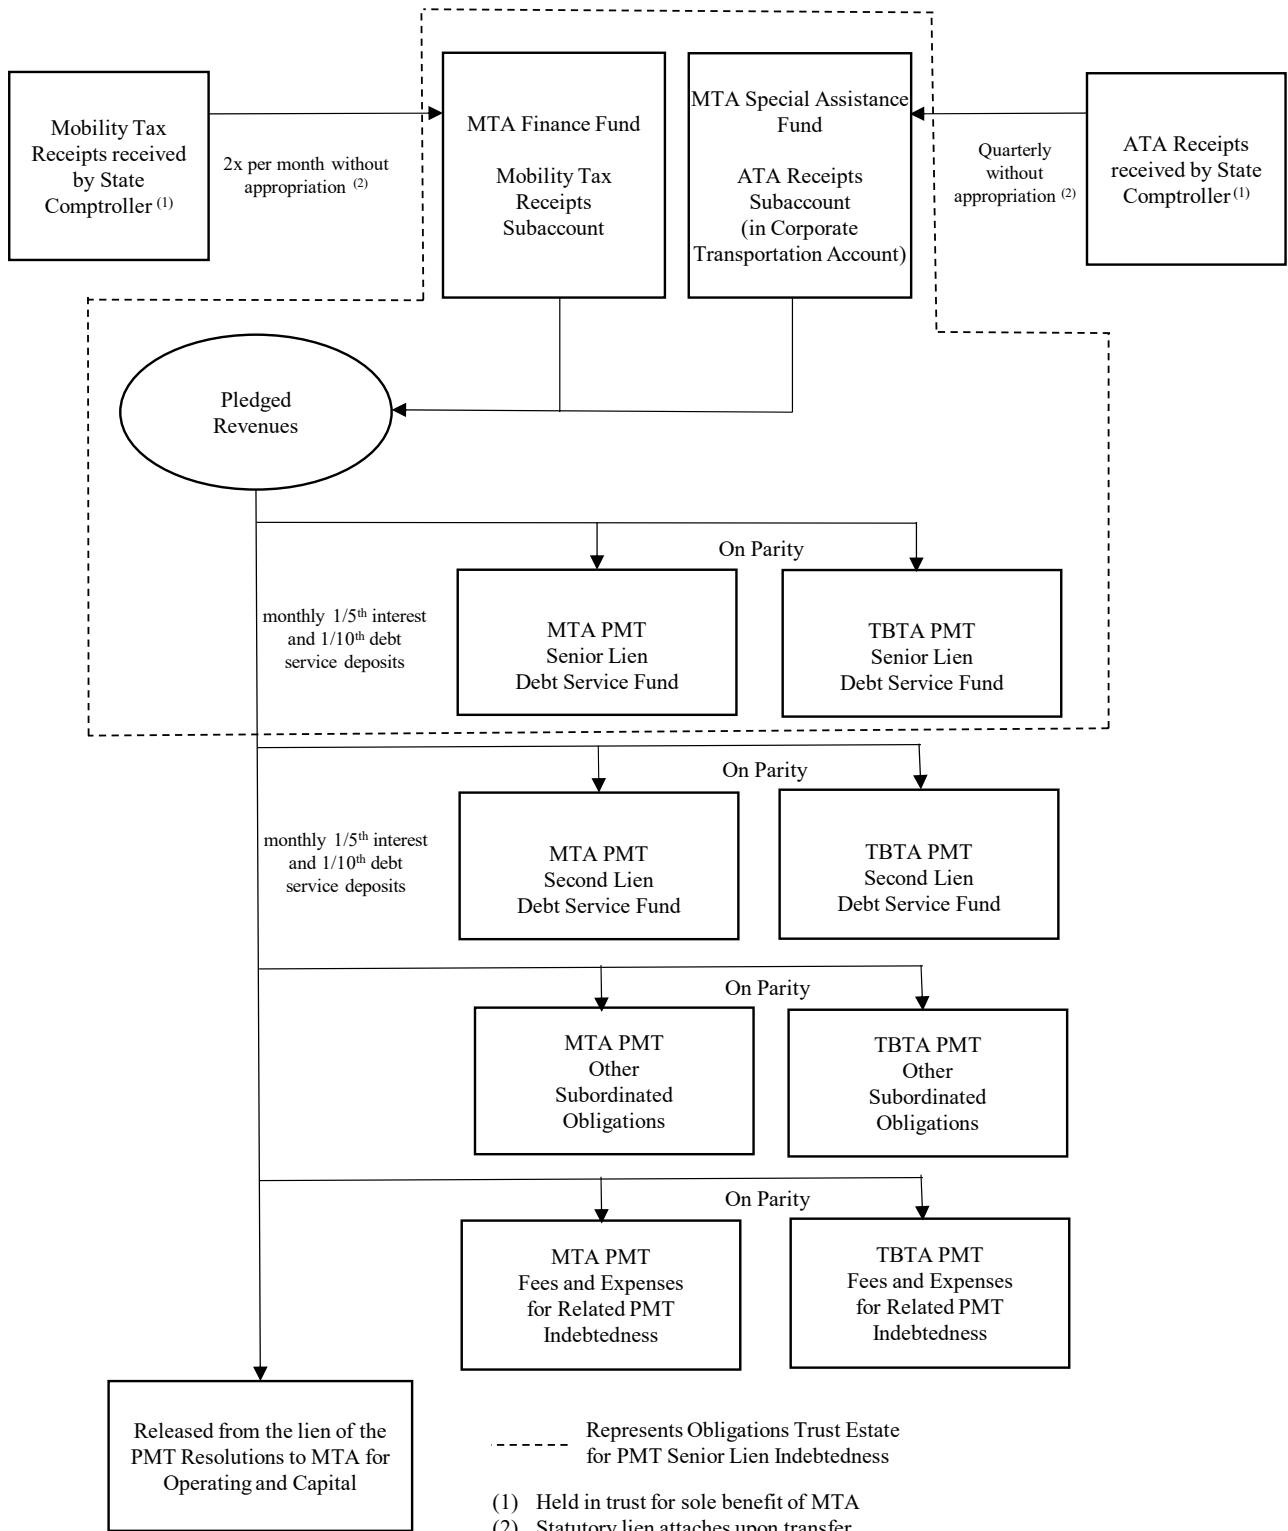 Mobility Tax
Receipts received
by State
Comptroller (1)
2x per month without
appropriation (2)
MTA Finance Fund
Mobility Tax
Receipts
Subaccount
MTA Special Assistance
Fund
ATA Receipts
Subaccount
(in Corporate
Transportation Account)
Quarterly
without
appropriation (2)
ATA Receipts
received by State
Comptroller (1)
Pledged
Revenues
On Parity
monthly 1/5th interest
and 1/10th debt
service deposits
MTA PMT
Senior Lien
Debt Service Fund
TBTA PMT
Senior Lien
Debt Service Fund
On Parity
monthly 1/5th interest
and 1/10th debt
service deposits
MTA PMT
Second Lien
Debt Service Fund
TBTA PMT
Second Lien
Debt Service Fund
On Parity
MTA PMT
Other
Subordinated
Obligations
TBTA PMT
Other
Subordinated
Obligations
On Parity
MTA PMT
Fees and Expenses
for Related PMT
Indebtedness
TBTA PMT
Fees and Expenses
for Related PMT
Indebtedness
Released from the lien of the
PMT Resolutions to MTA for
Operating and Capital
Represents Obligations Trust Estate
for PMT Senior Lien Indebtedness
(1) Held in trust for sole benefit of MTA
(2) Statutory lien attaches upon transfer